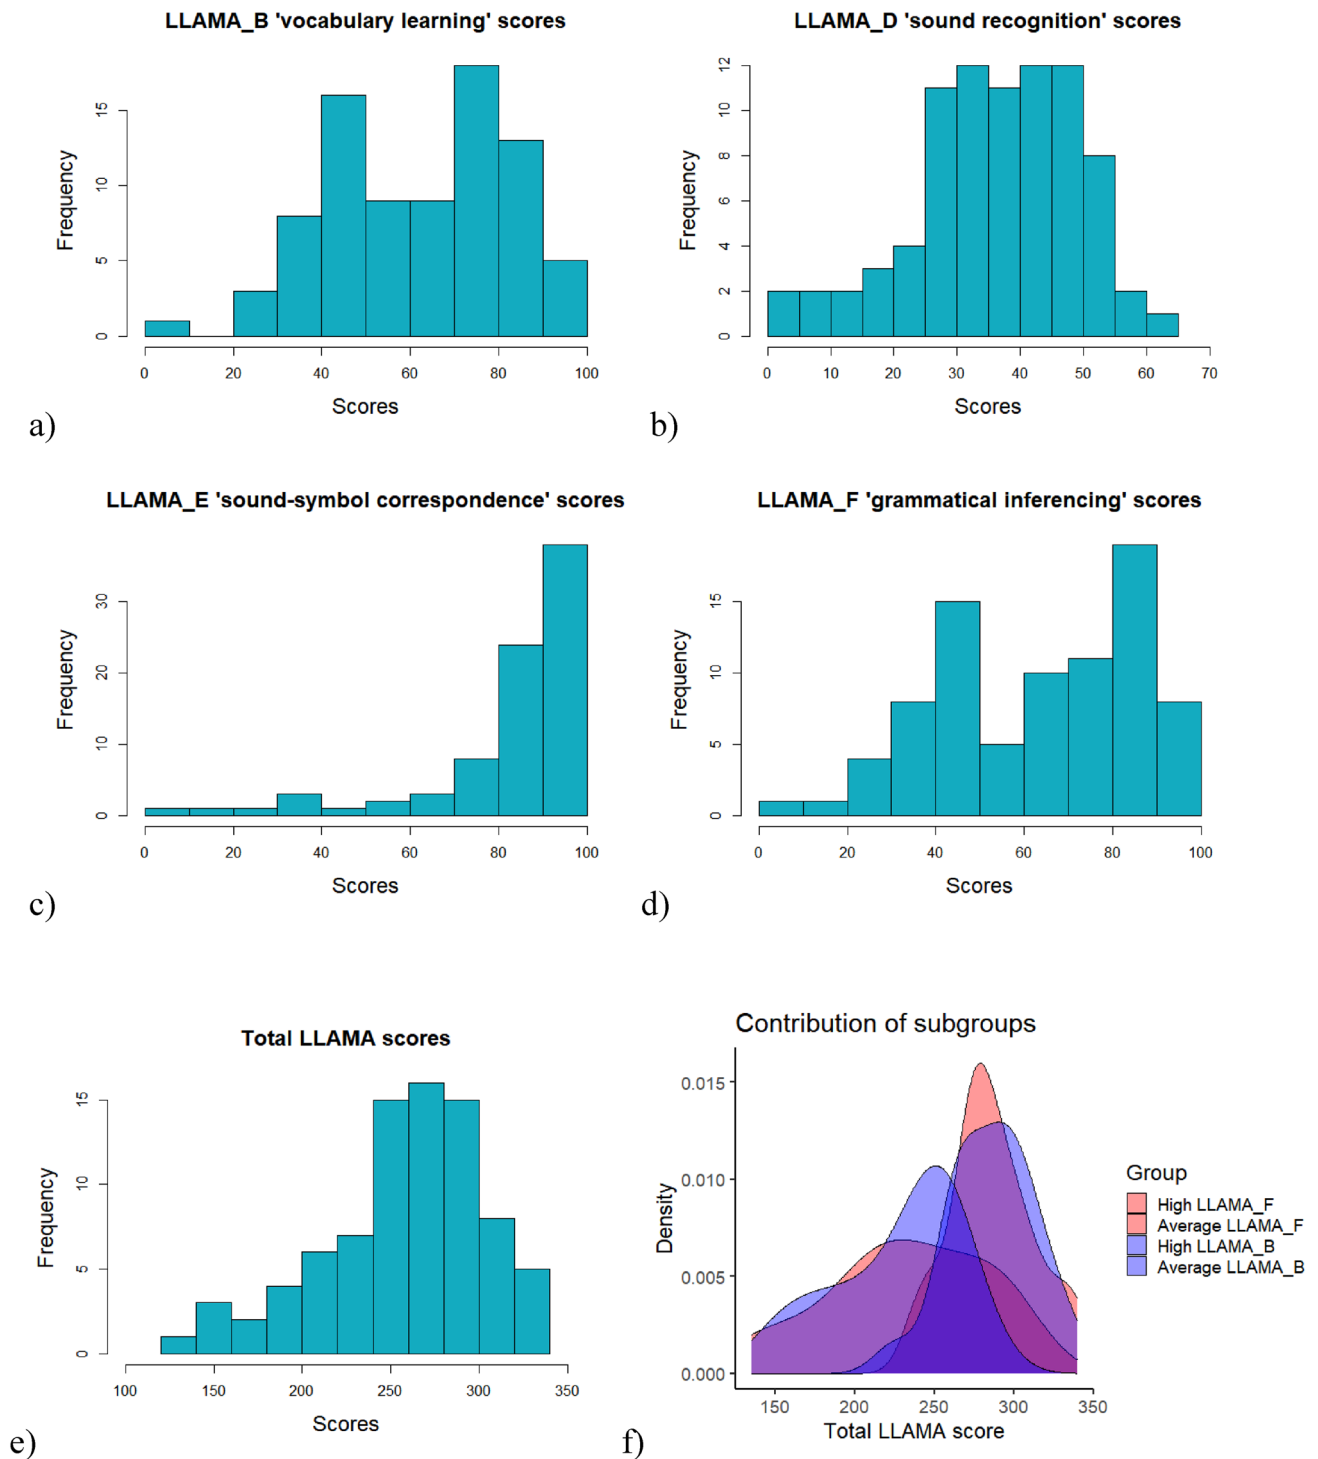 LLAMA_B 'vocabulary learning' scores
LLAMA_D 'sound recognition' scores
Frequency
0
5
10
15
0 20 40 60 80 100
Scores
a)
Frequency
0
2
4
6
8
10
12
0 10 20 30 40 50 60 70
Scores
b)
LLAMA_E 'sound-symbol correspondence' scores
LLAMA_F 'grammatical inferencing' scores
Frequency
0
10
20
30
0 20 40 60 80 100
Scores
c)
Frequency
0
5
10
15
0 20 40 60 80 100
Scores
d)
Total LLAMA scores
Frequency
0
5
10
15
100 150 200 250 300 350
Scores
e)
Contribution of subgroups
Density
0.015
0.010
0.005
0.000
150 200 250 300 350
Total LLAMA score
Group
High LLAMA_F
Average LLAMA_F
High LLAMA_B
Average LLAMA_B
f)